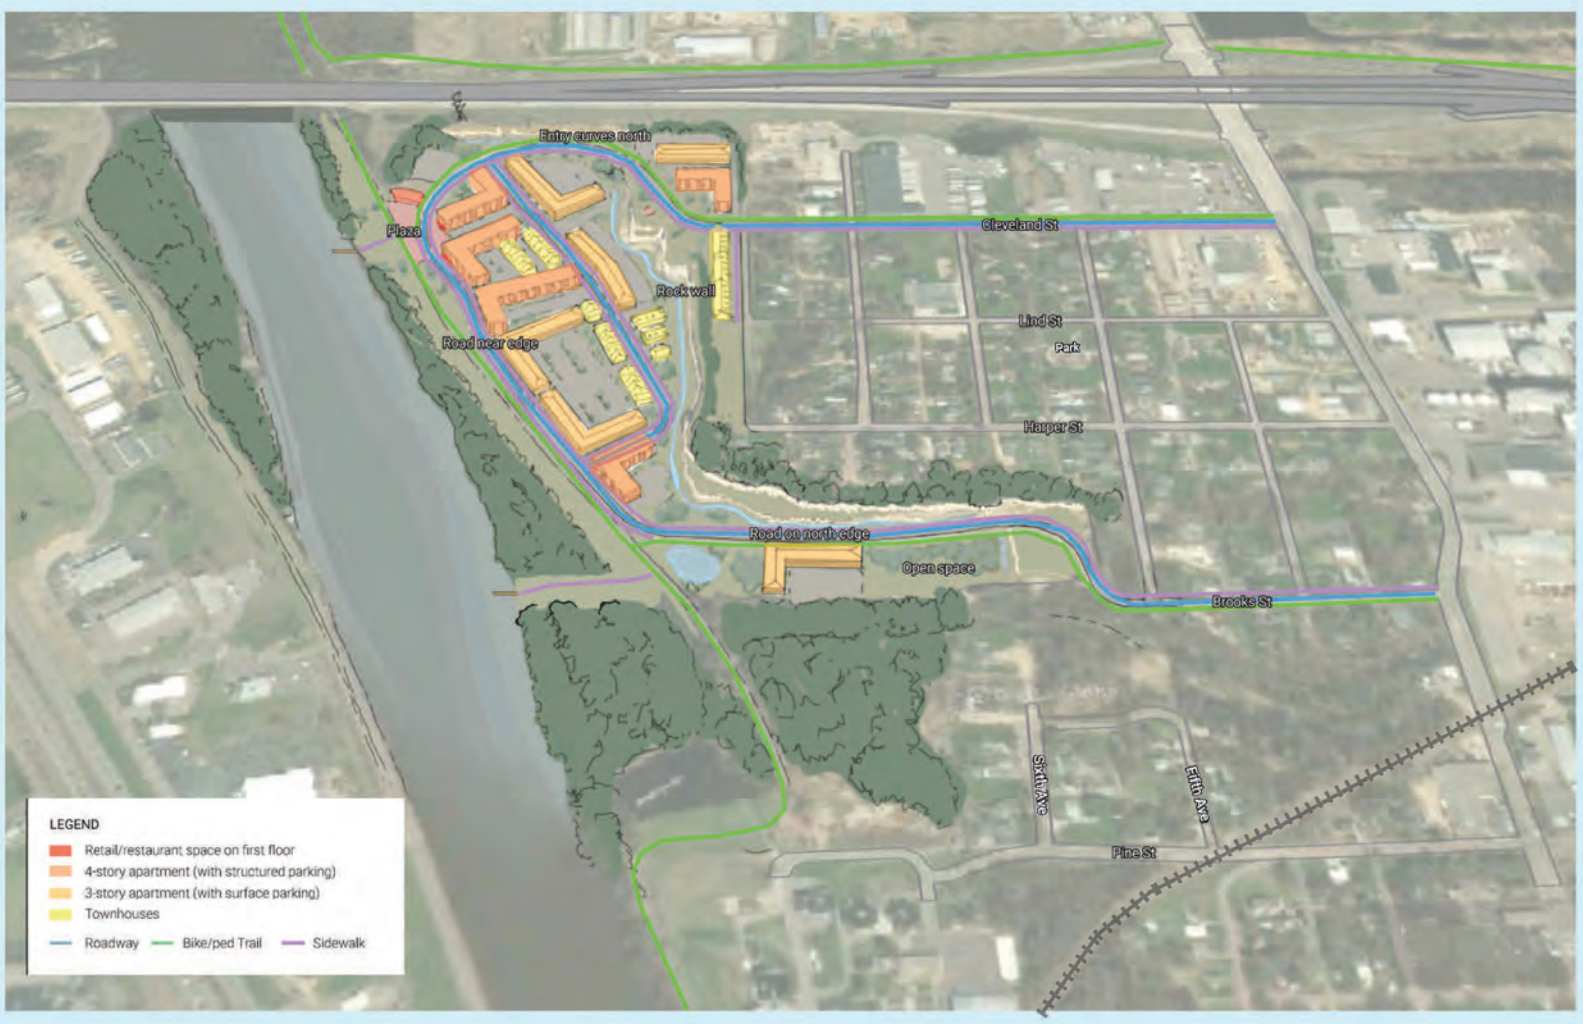 Entry curves north
Cleveland St
Plaza
Rock wall
Lind St
Road near edge
Park
Harper St
Road on north edge
Open space
Brooks St
Sixth Ave
Fifth Ave
Pine St
LEGEND
Retail/restaurant space on first floor
4-story apartment (with structured parking)
3-story apartment (with surface parking)
Townhouses
Roadway Bike/ped Trail Sidewalk